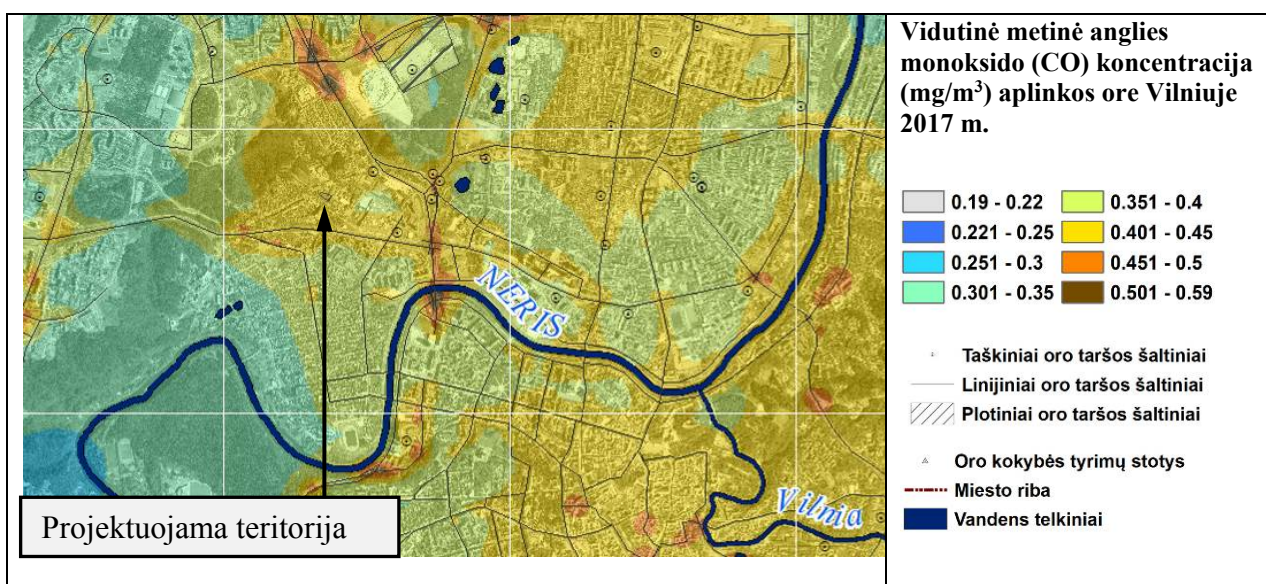 Vidutinė metinė anglies
monoksido (CO) koncentracija
(mg/m³) aplinkos ore Vilniuje
2017 m.
0.19 - 0.22
0.221 - 0.25
0.251 - 0.3
0.301 - 0.35
0.351 - 0.4
0.401 - 0.45
0.451 - 0.5
0.501 - 0.59
Taškiniai oro taršos šaltiniai
Linijiniai oro taršos šaltiniai
Plotiniai oro taršos šaltiniai
Oro kokybės tyrimų stotys
Miesto riba
Vandens telkiniai
NERIS
Vilnia
Projektuojama teritorija